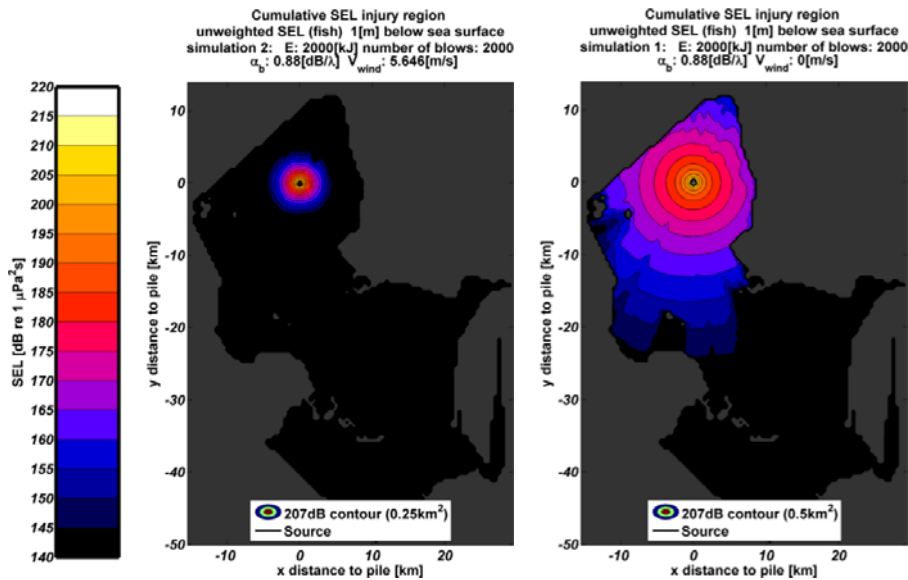 Cumulative SEL injury region
unweighted SEL (fish) 1[m] below sea surface
simulation 2: E: 2000[kJ] number of blows: 2000
α_b: 0.88[dB/λ] V_wind: 5.646[m/s]
Cumulative SEL injury region
unweighted SEL (fish) 1[m] below sea surface
simulation 1: E: 2000[kJ] number of blows: 2000
α_b: 0.88[dB/λ] V_wind: 0[m/s]
SEL [dB re 1 μPa²s]
220
215
210
205
200
195
190
185
180
175
170
165
160
155
150
145
140
y distance to pile [km]
10
0
-10
-20
-30
-40
-50
207dB contour (0.25km²)
Source
-10 0 10 20
x distance to pile [km]
y distance to pile [km]
10
0
-10
-20
-30
-40
-50
207dB contour (0.5km²)
Source
-10 0 10 20
x distance to pile [km]